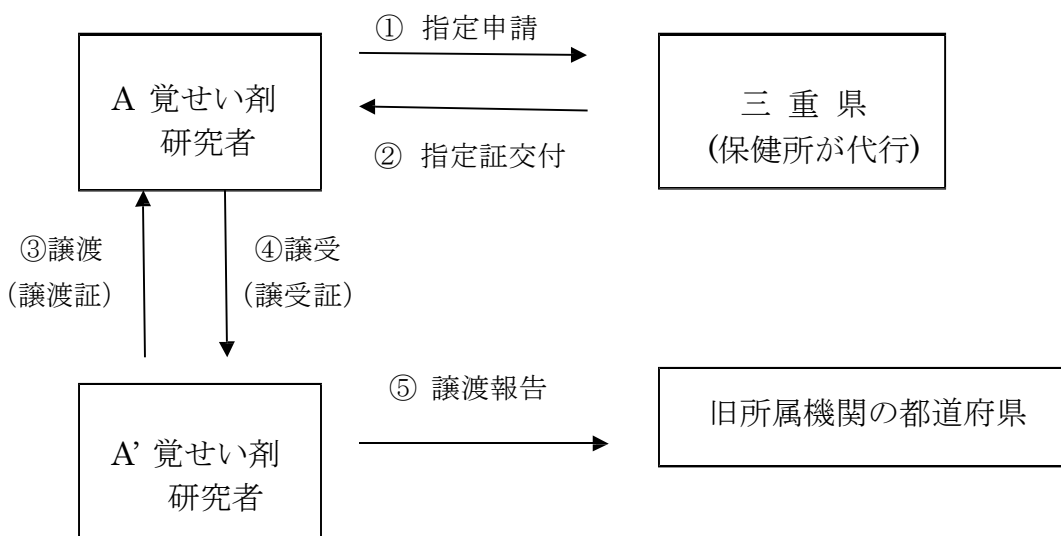 ① 指定申請
A 覚せい剤
研究者
三 重 県
(保健所が代行)
② 指定証交付
③譲渡
（譲渡証）
④譲受
（譲受証）
⑤ 譲渡報告
旧所属機関の都道府県
A’ 覚せい剤
研究者